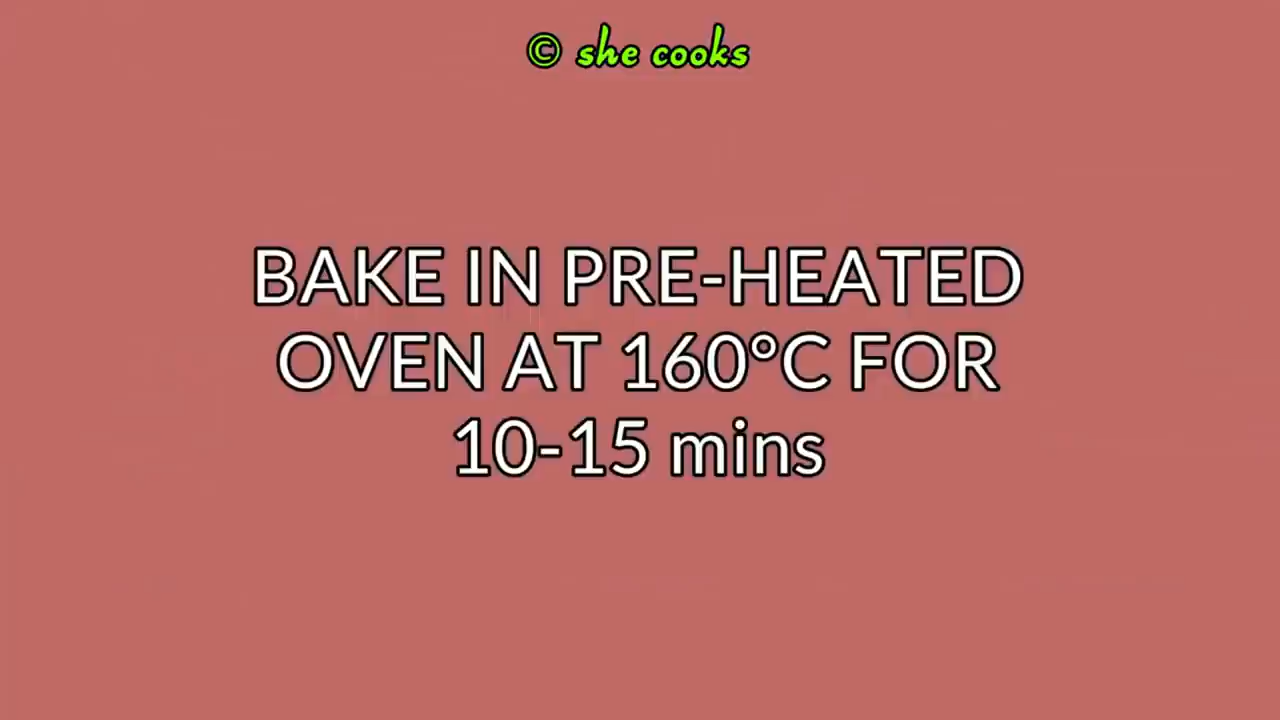 © she cooks
BAKE IN PRE-HEATED
OVEN AT 160°C FOR
10-15 mins